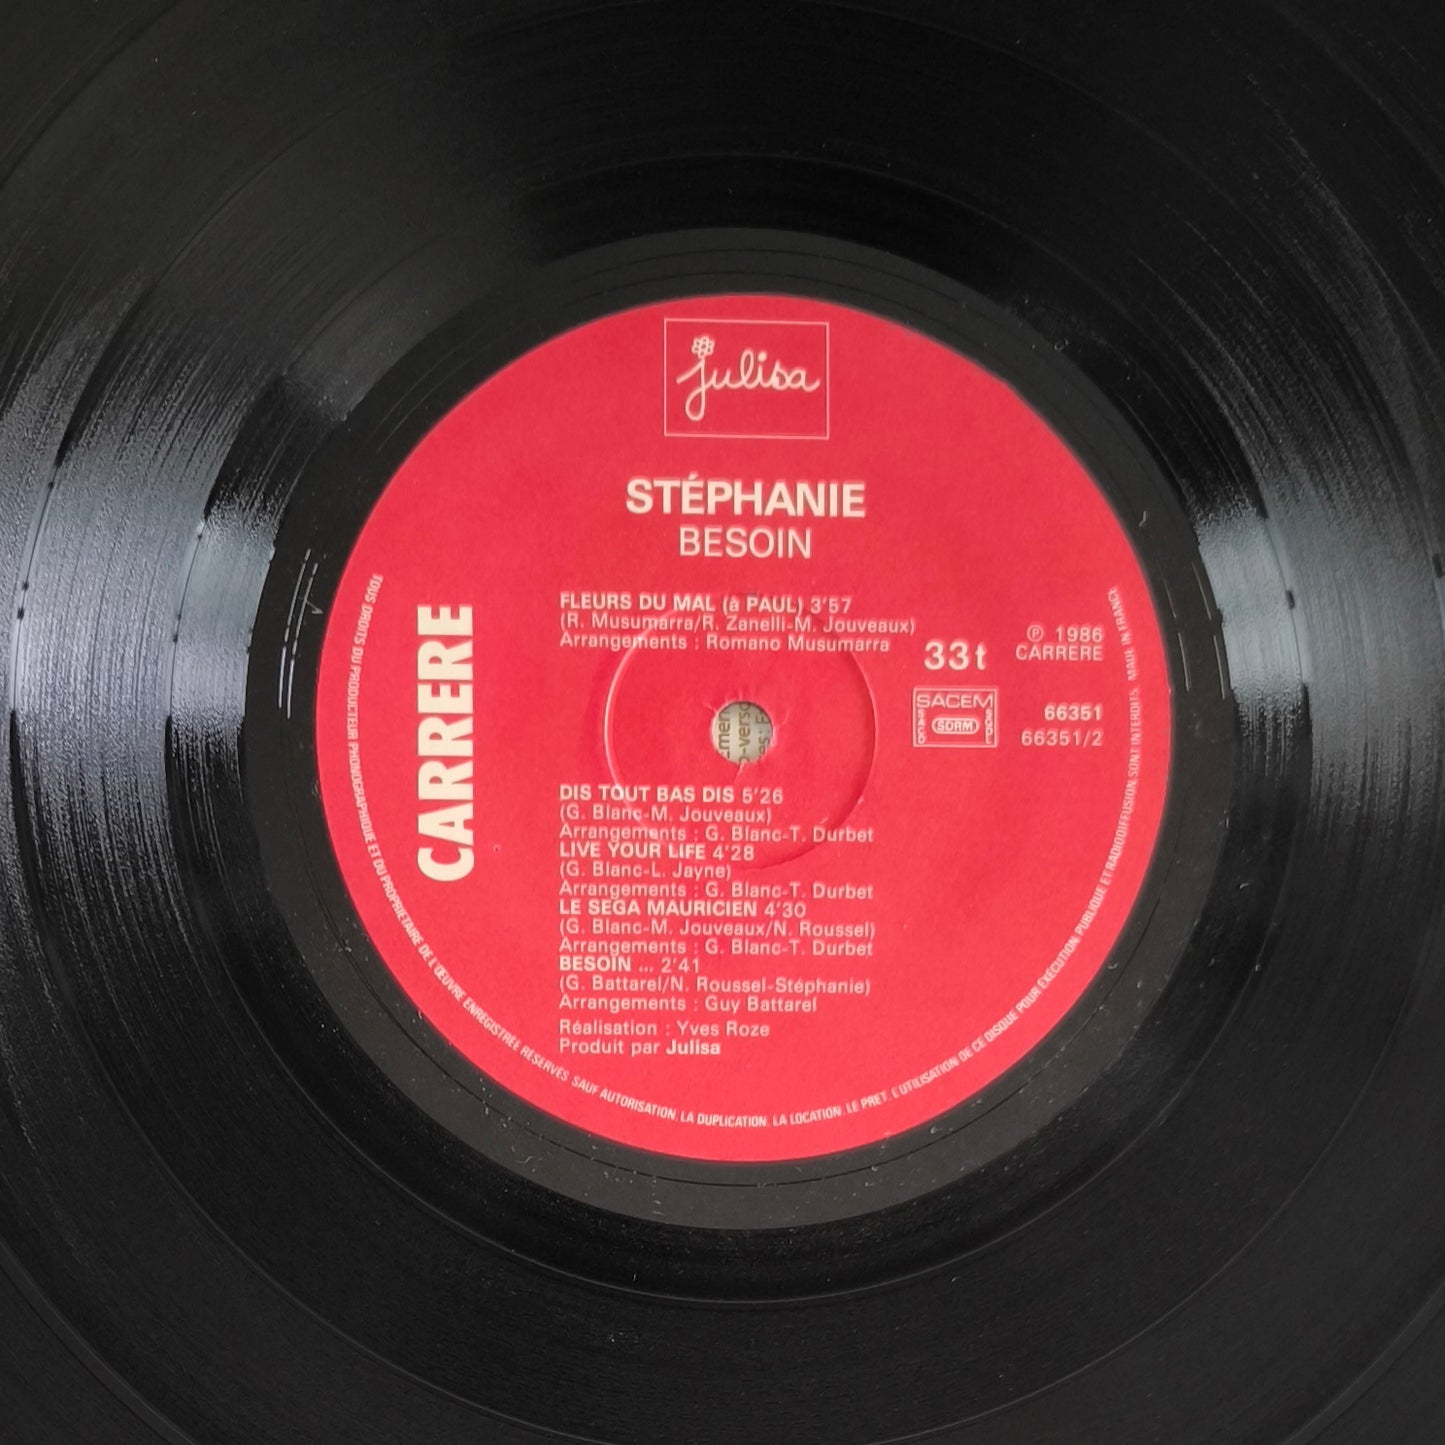 julisa
STÉPHANIE
BESOIN
FLEURS DU MAL (à PAUL) 3'57
(R. Musumarra/R. Zanelli-M. Jouveaux)
Arrangements : Romano Musumarra
33t
℗ 1986
CARRERE
SACEM
SACD
SDRM
SGDL
66351
66351/2
CARRERE
DIS TOUT BAS DIS 5'26
(G. Blanc-M. Jouveaux)
Arrangements : G. Blanc-T. Durbet
LIVE YOUR LIFE 4'28
(G. Blanc-L. Jayne)
Arrangements : G. Blanc-T. Durbet
LE SEGA MAURICIEN 4'30
(G. Blanc-M. Jouveaux/N. Roussel)
Arrangements : G. Blanc-T. Durbet
BESOIN ... 2'41
(G. Battarel/N. Roussel-Stéphanie)
Arrangements : Guy Battarel
Réalisation : Yves Roze
Produit par Julisa
TOUS DROITS DU PRODUCTEUR PHONOGRAPHIQUE ET DU PROPRIETAIRE DE L'ŒUVRE ENREGISTREE RESERVES. SAUF AUTORISATION, LA DUPLICATION, LA LOCATION, LE PRET, L'UTILISATION DE CE DISQUE POUR EXECUTION PUBLIQUE ET RADIODIFFUSION SONT INTERDITS. MADE IN FRANCE